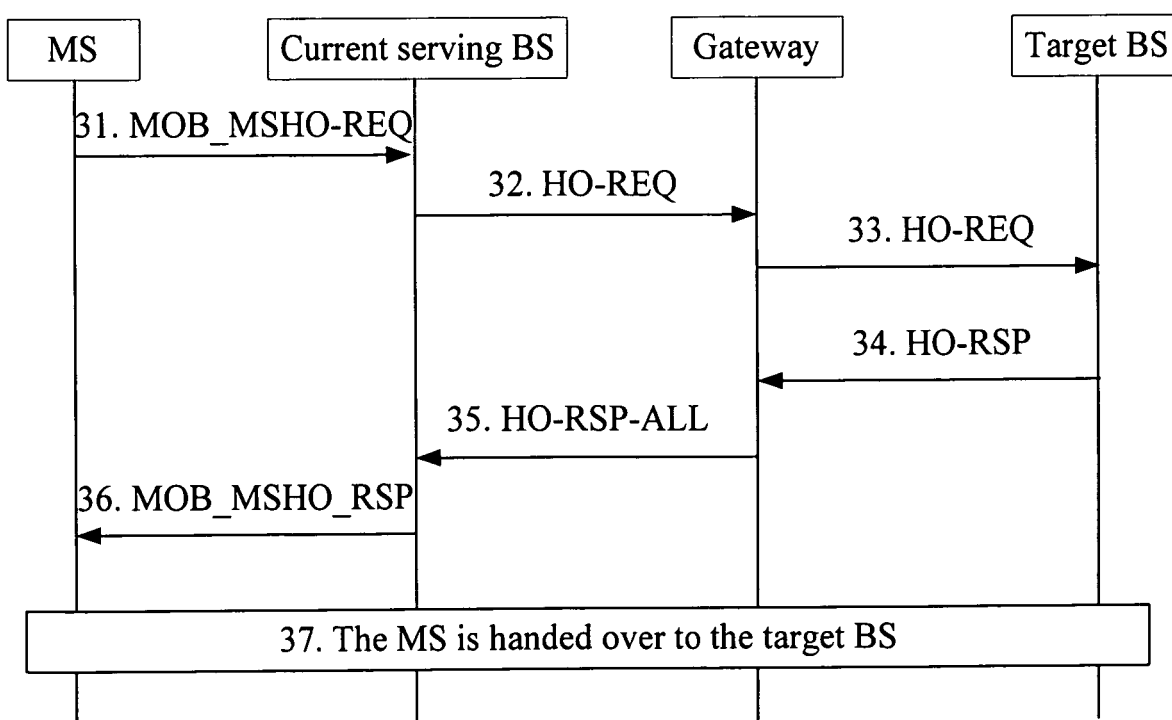 MS
Current serving BS
Gateway
Target BS
31. MOB_MSHO-REQ
32. HO-REQ
33. HO-REQ
34. HO-RSP
35. HO-RSP-ALL
36. MOB_MSHO_RSP
37. The MS is handed over to the target BS